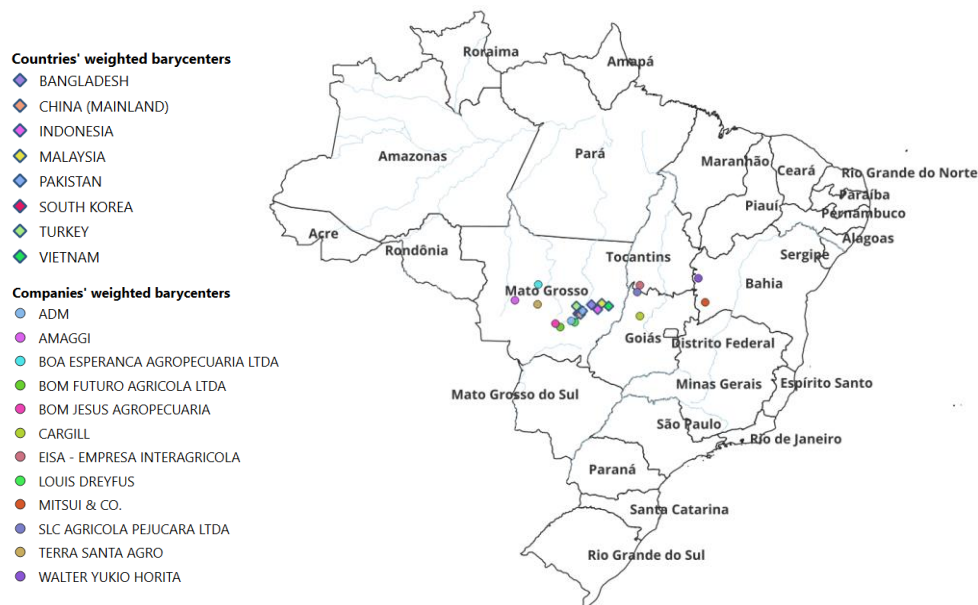 Countries' weighted barycenters
BANGLADESH
CHINA (MAINLAND)
INDONESIA
MALAYSIA
PAKISTAN
SOUTH KOREA
TURKEY
VIETNAM
Companies' weighted barycenters
ADM
AMAGGI
BOA ESPERANCA AGROPECUARIA LTDA
BOM FUTURO AGRICOLA LTDA
BOM JESUS AGROPECUARIA
CARGILL
EISA - EMPRESA INTERAGRICOLA
LOUIS DREYFUS
MITSUI & CO.
SLC AGRICOLA PEJUCARA LTDA
TERRA SANTA AGRO
WALTER YUKIO HORITA
Roraima
Amapá
Amazonas
Pará
Maranhão
Ceará
Rio Grande do Norte
Paraíba
Piauí
Pernambuco
Acre
Alagoas
Rondônia
Sergipe
Tocantins
Mato Grosso
Bahia
Goiás
Distrito Federal
Mato Grosso do Sul
Minas Gerais
Espírito Santo
São Paulo
Rio de Janeiro
Paraná
Santa Catarina
Rio Grande do Sul